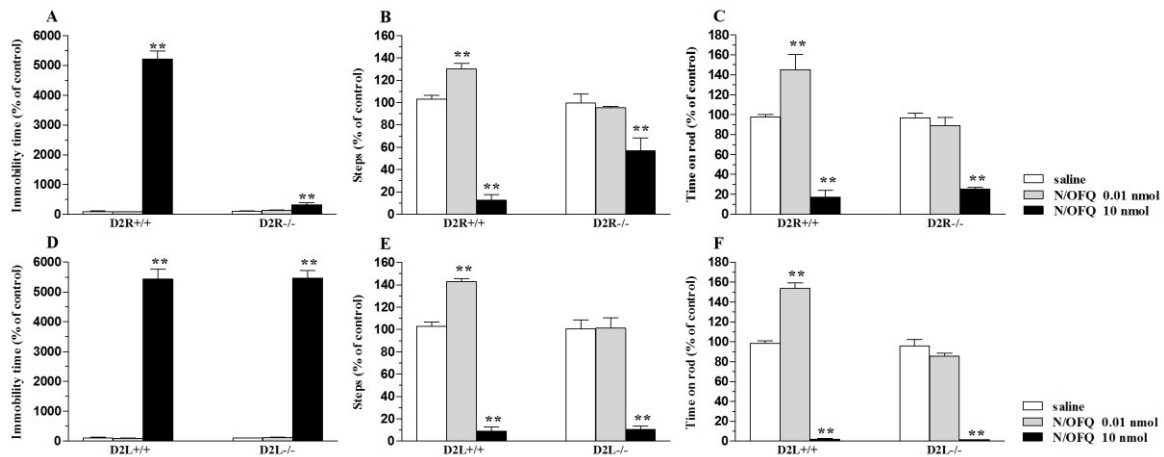 A
Immobility time (% of control)
6000
5000
4000
3000
2000
1000
0
**
**
D2R+/+ D2R-/-
B
Steps (% of control)
160
140
120
100
80
60
40
20
0
**
**
**
D2R+/+ D2R-/-
C
Time on rod (% of control)
180
160
140
120
100
80
60
40
20
0
**
**
**
D2R+/+ D2R-/-
saline
N/OFQ 0.01 nmol
N/OFQ 10 nmol
D
Immobility time (% of control)
6000
5000
4000
3000
2000
1000
0
**
**
D2L+/+ D2L-/-
E
Steps (% of control)
160
140
120
100
80
60
40
20
0
**
**
**
D2L+/+ D2L-/-
F
Time on rod (% of control)
180
160
140
120
100
80
60
40
20
0
**
**
**
D2L+/+ D2L-/-
saline
N/OFQ 0.01 nmol
N/OFQ 10 nmol